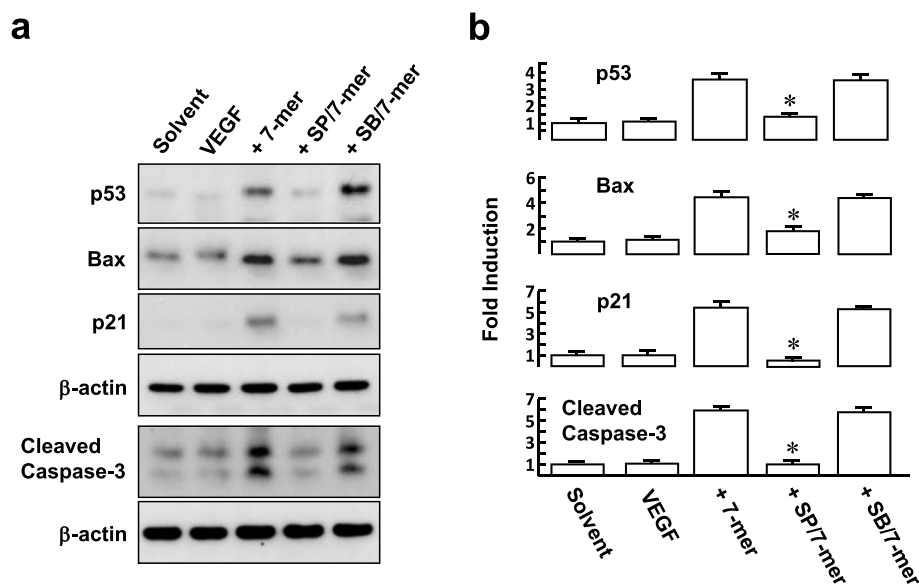 a
Solvent
VEGF
+ 7-mer
+ SP/7-mer
+ SB/7-mer
p53
Bax
p21
β-actin
Cleaved
Caspase-3
β-actin
b
Fold Induction
p53
4
3
2
1
*
Bax
6
4
2
*
p21
7
5
3
1
*
Cleaved
Caspase-3
7
5
3
1
*
Solvent
VEGF
+ 7-mer
+ SP/7-mer
+ SB/7-mer